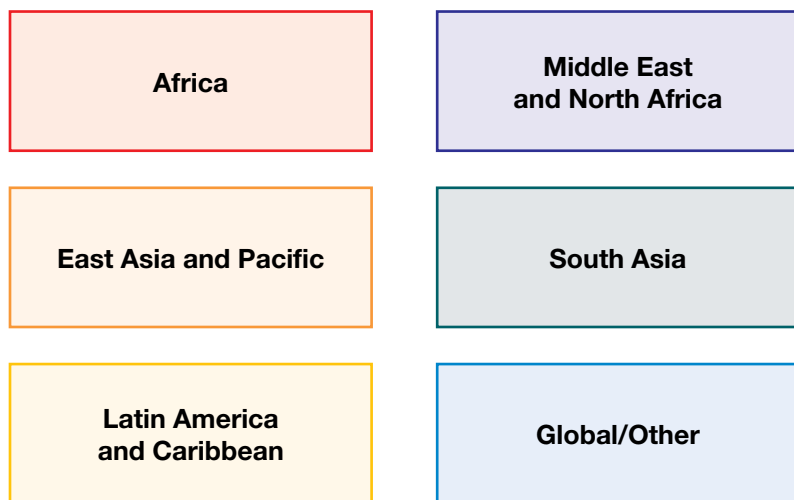 Africa
Middle East
and North Africa
East Asia and Pacific
South Asia
Latin America
and Caribbean
Global/Other